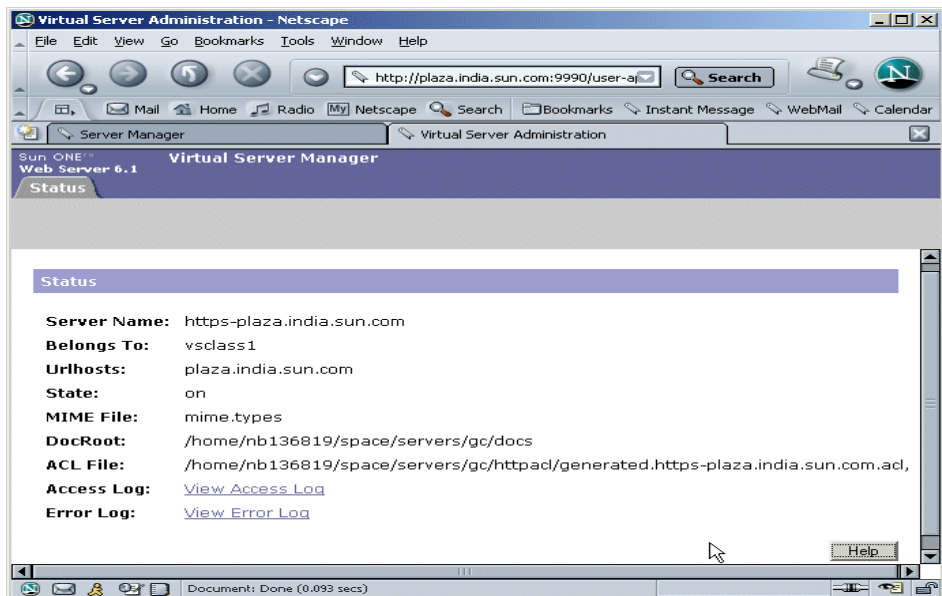 Virtual Server Administration - Netscape
File Edit View Go Bookmarks Tools Window Help
http://plaza.india.sun.com:9990/user-ap Search
Mail Home Radio My Netscape Search Bookmarks Instant Message WebMail Calendar
Server Manager Virtual Server Administration
Sun ONE™ Virtual Server Manager
Web Server 6.1
Status
Status
Server Name: https-plaza.india.sun.com
Belongs To: vsclass1
Urlhosts: plaza.india.sun.com
State: on
MIME File: mime.types
DocRoot: /home/nb136819/space/servers/gc/docs
ACL File: /home/nb136819/space/servers/gc/httpacl/generated.https-plaza.india.sun.com.acl,
Access Log: View Access Log
Error Log: View Error Log
Help
Document: Done (0.093 secs)